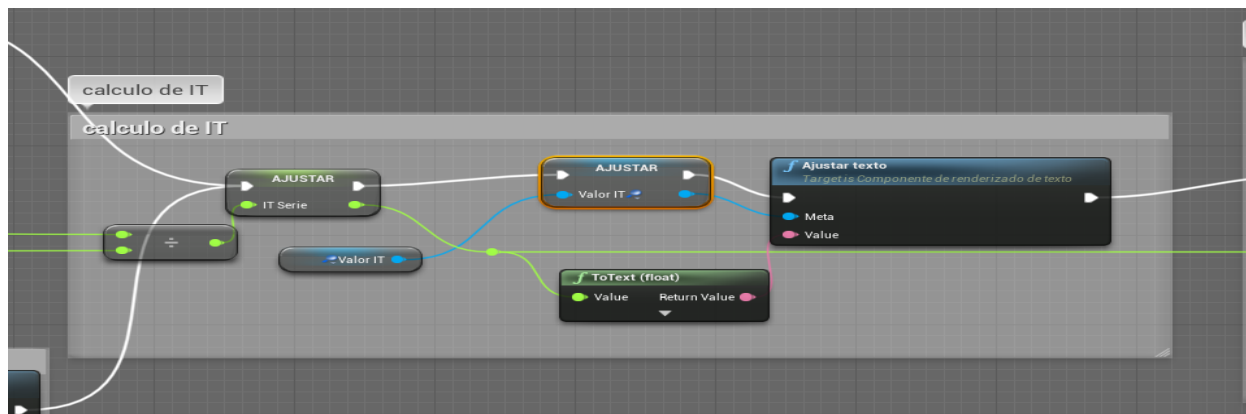 calculo de IT
calculo de IT
AJUSTAR
IT Serie
÷
Valor IT
AJUSTAR
Valor IT
f Ajustar texto
Target is Componente de renderizado de texto
Meta
Value
f ToText (float)
Value Return Value